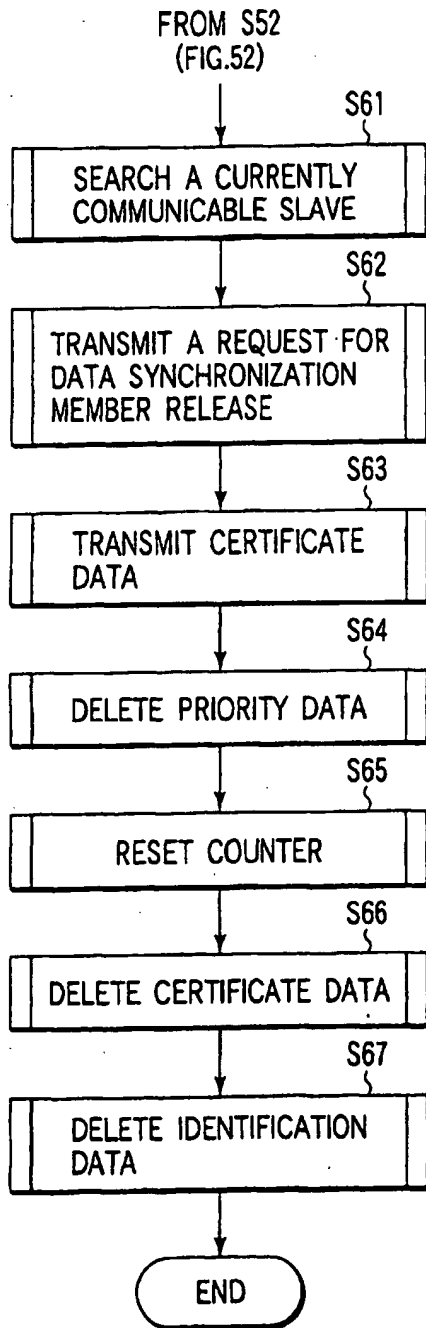 FROM S52
(FIG.52)
S61
SEARCH A CURRENTLY
COMMUNICABLE SLAVE
S62
TRANSMIT A REQUEST FOR
DATA SYNCHRONIZATION
MEMBER RELEASE
S63
TRANSMIT CERTIFICATE
DATA
S64
DELETE PRIORITY DATA
S65
RESET COUNTER
S66
DELETE CERTIFICATE DATA
S67
DELETE IDENTIFICATION
DATA
END